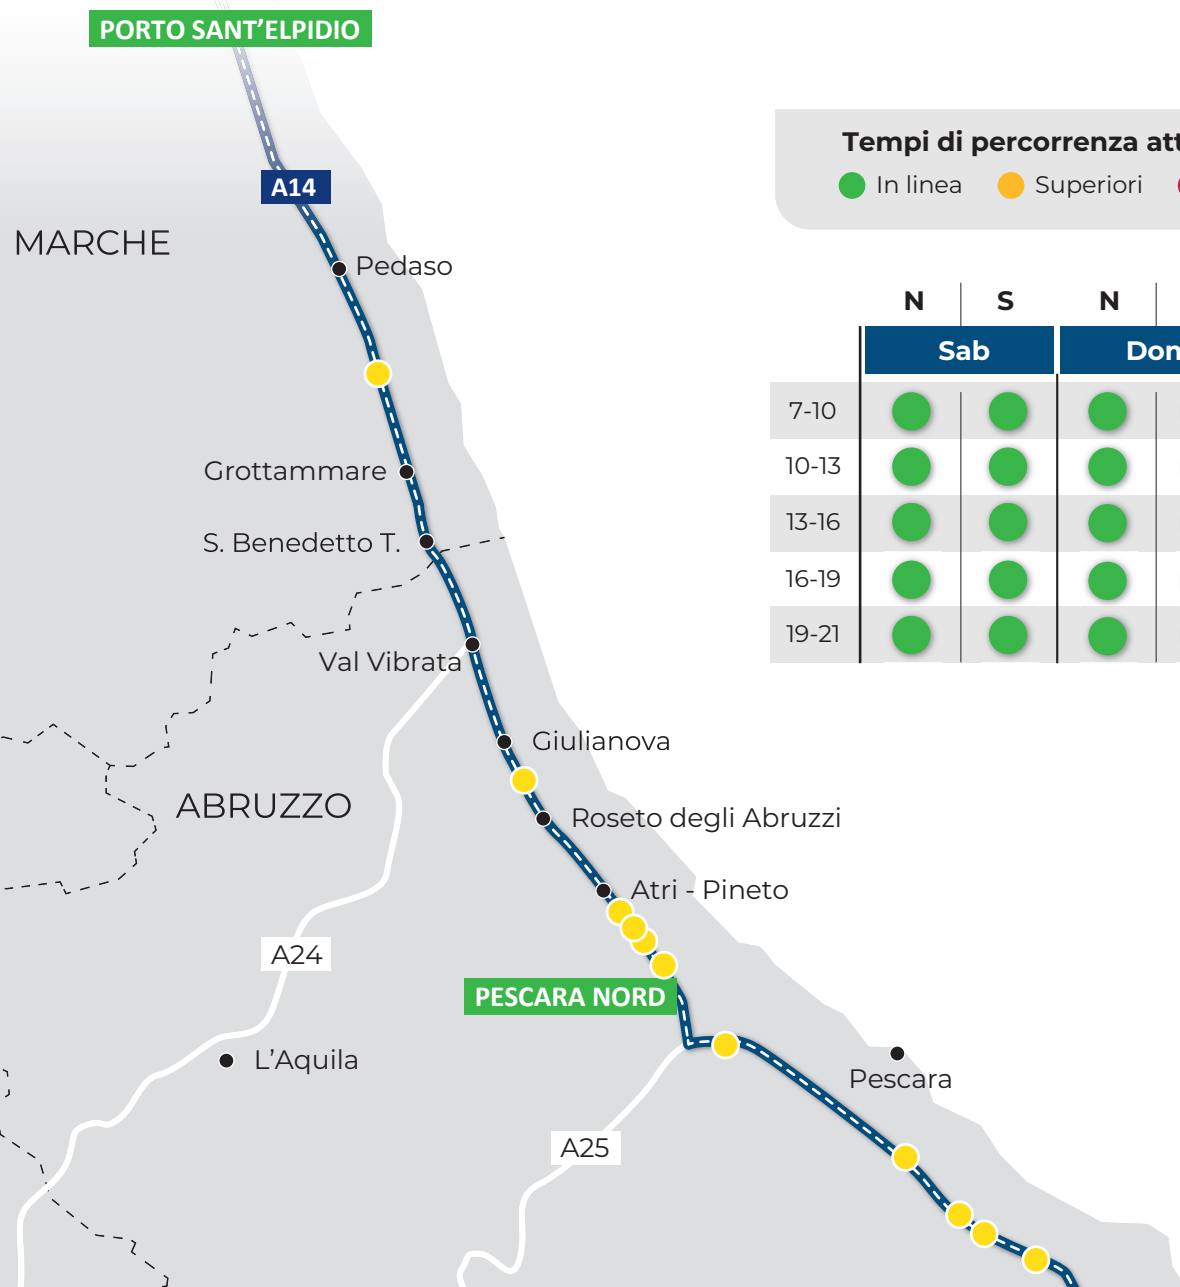 PORTO SANT'ELPIDIO
A14
MARCHE
Pedaso
Grottammare
S. Benedetto T.
Val Vibrata
Giulianova
ABRUZZO
Roseto degli Abruzzi
Atri - Pineto
A24
PESCARA NORD
L'Aquila
Pescara
A25
Tempi di percorrenza
In linea Superiori
N S N
Sab
7-10
10-13
13-16
16-19
19-21